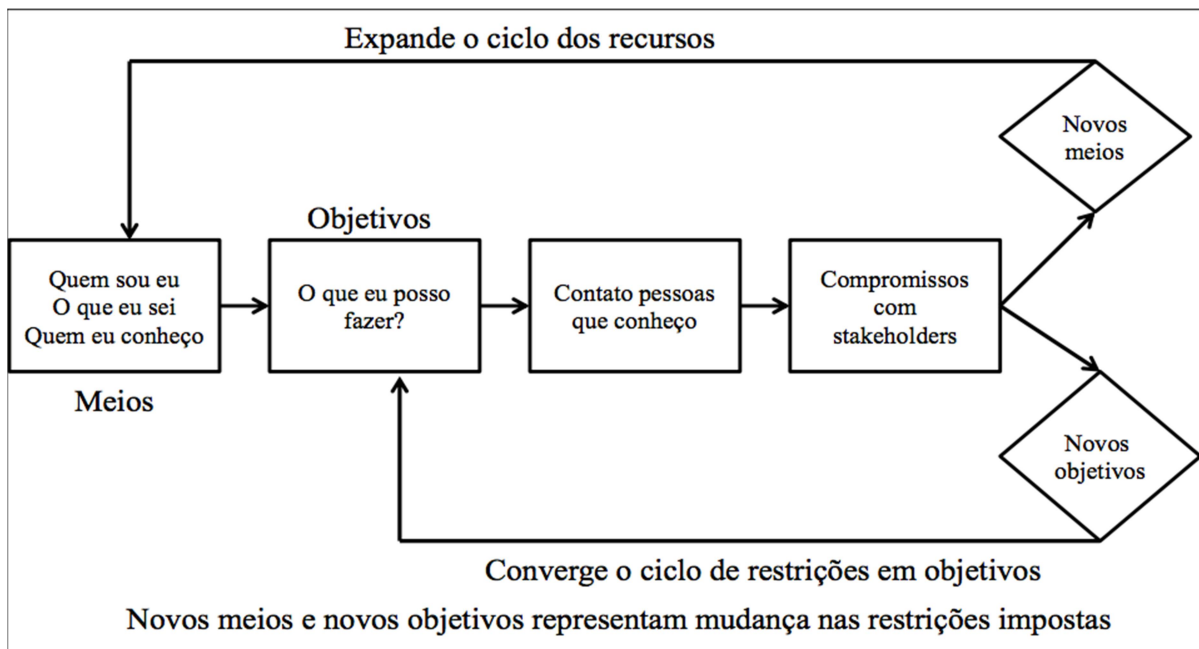 Expande o ciclo dos recursos
Novos
meios
Objetivos
Quem sou eu
O que eu sei
Quem eu conheço
O que eu posso
fazer?
Contato pessoas
que conheço
Compromissos
com
stakeholders
Meios
Novos
objetivos
Converge o ciclo de restrições em objetivos
Novos meios e novos objetivos representam mudança nas restrições impostas